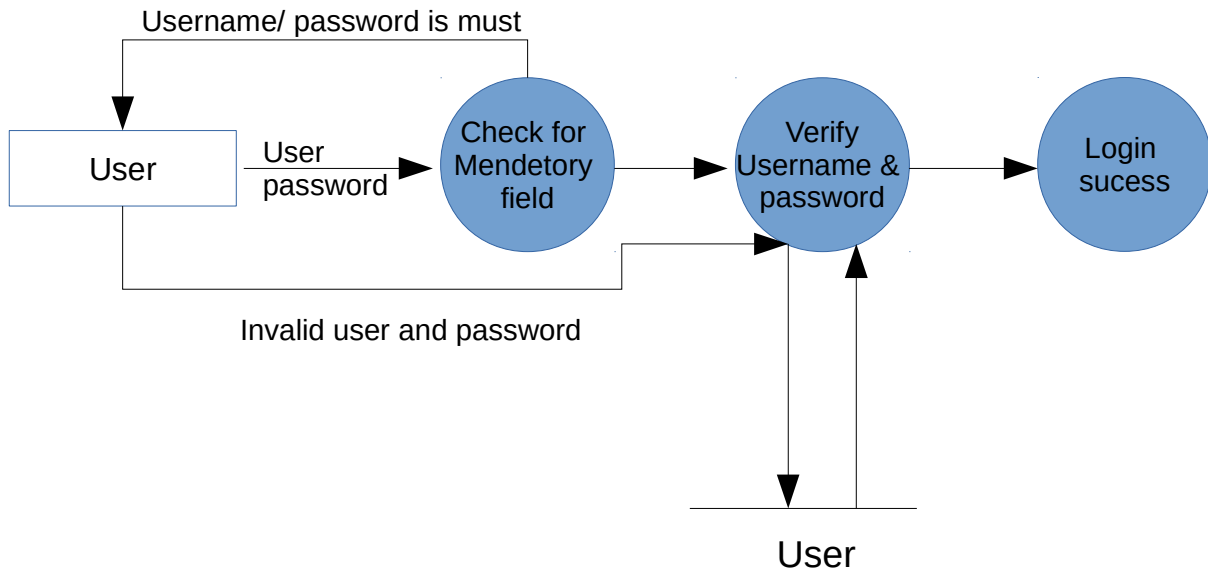 Username/ password is must
User
User
password
Check for
Mendetory
field
Verify
Username &
password
Login
sucess
Invalid user and password
User